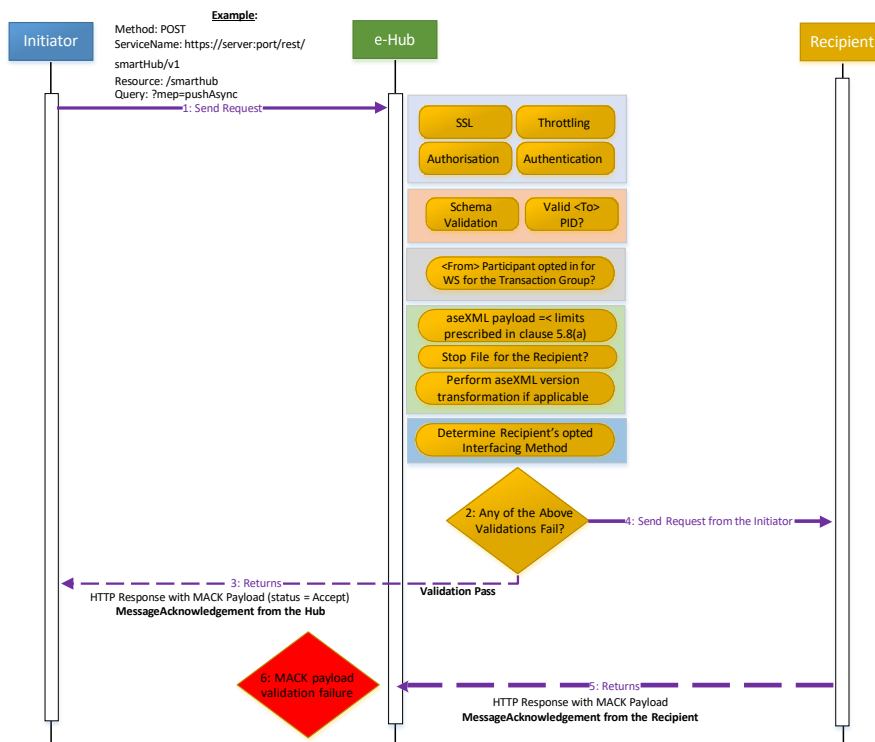 Example:
Method: POST
ServiceName: https://server:port/rest/
smartHub/v1
Resource: /smarthub
Query: ?mep=pushAsync
Initiator
e-Hub
Recipient
1: Send Request
SSL
Throttling
Authorisation
Authentication
Schema
Validation
Valid <To>
PID?
<From> Participant opted in for
WS for the Transaction Group?
aseXML payload =< limits
prescribed in clause 5.8(a)
Stop File for the Recipient?
Perform aseXML version
transformation if applicable
Determine Recipient's opted
Interfacing Method
2: Any of the Above
Validations Fail?
4: Send Request from the Initiator
3: Returns
HTTP Response with MACK Payload (status = Accept)
MessageAcknowledgement from the Hub
Validation Pass
6: MACK payload
validation failure
5: Returns
HTTP Response with MACK Payload
MessageAcknowledgement from the Recipient